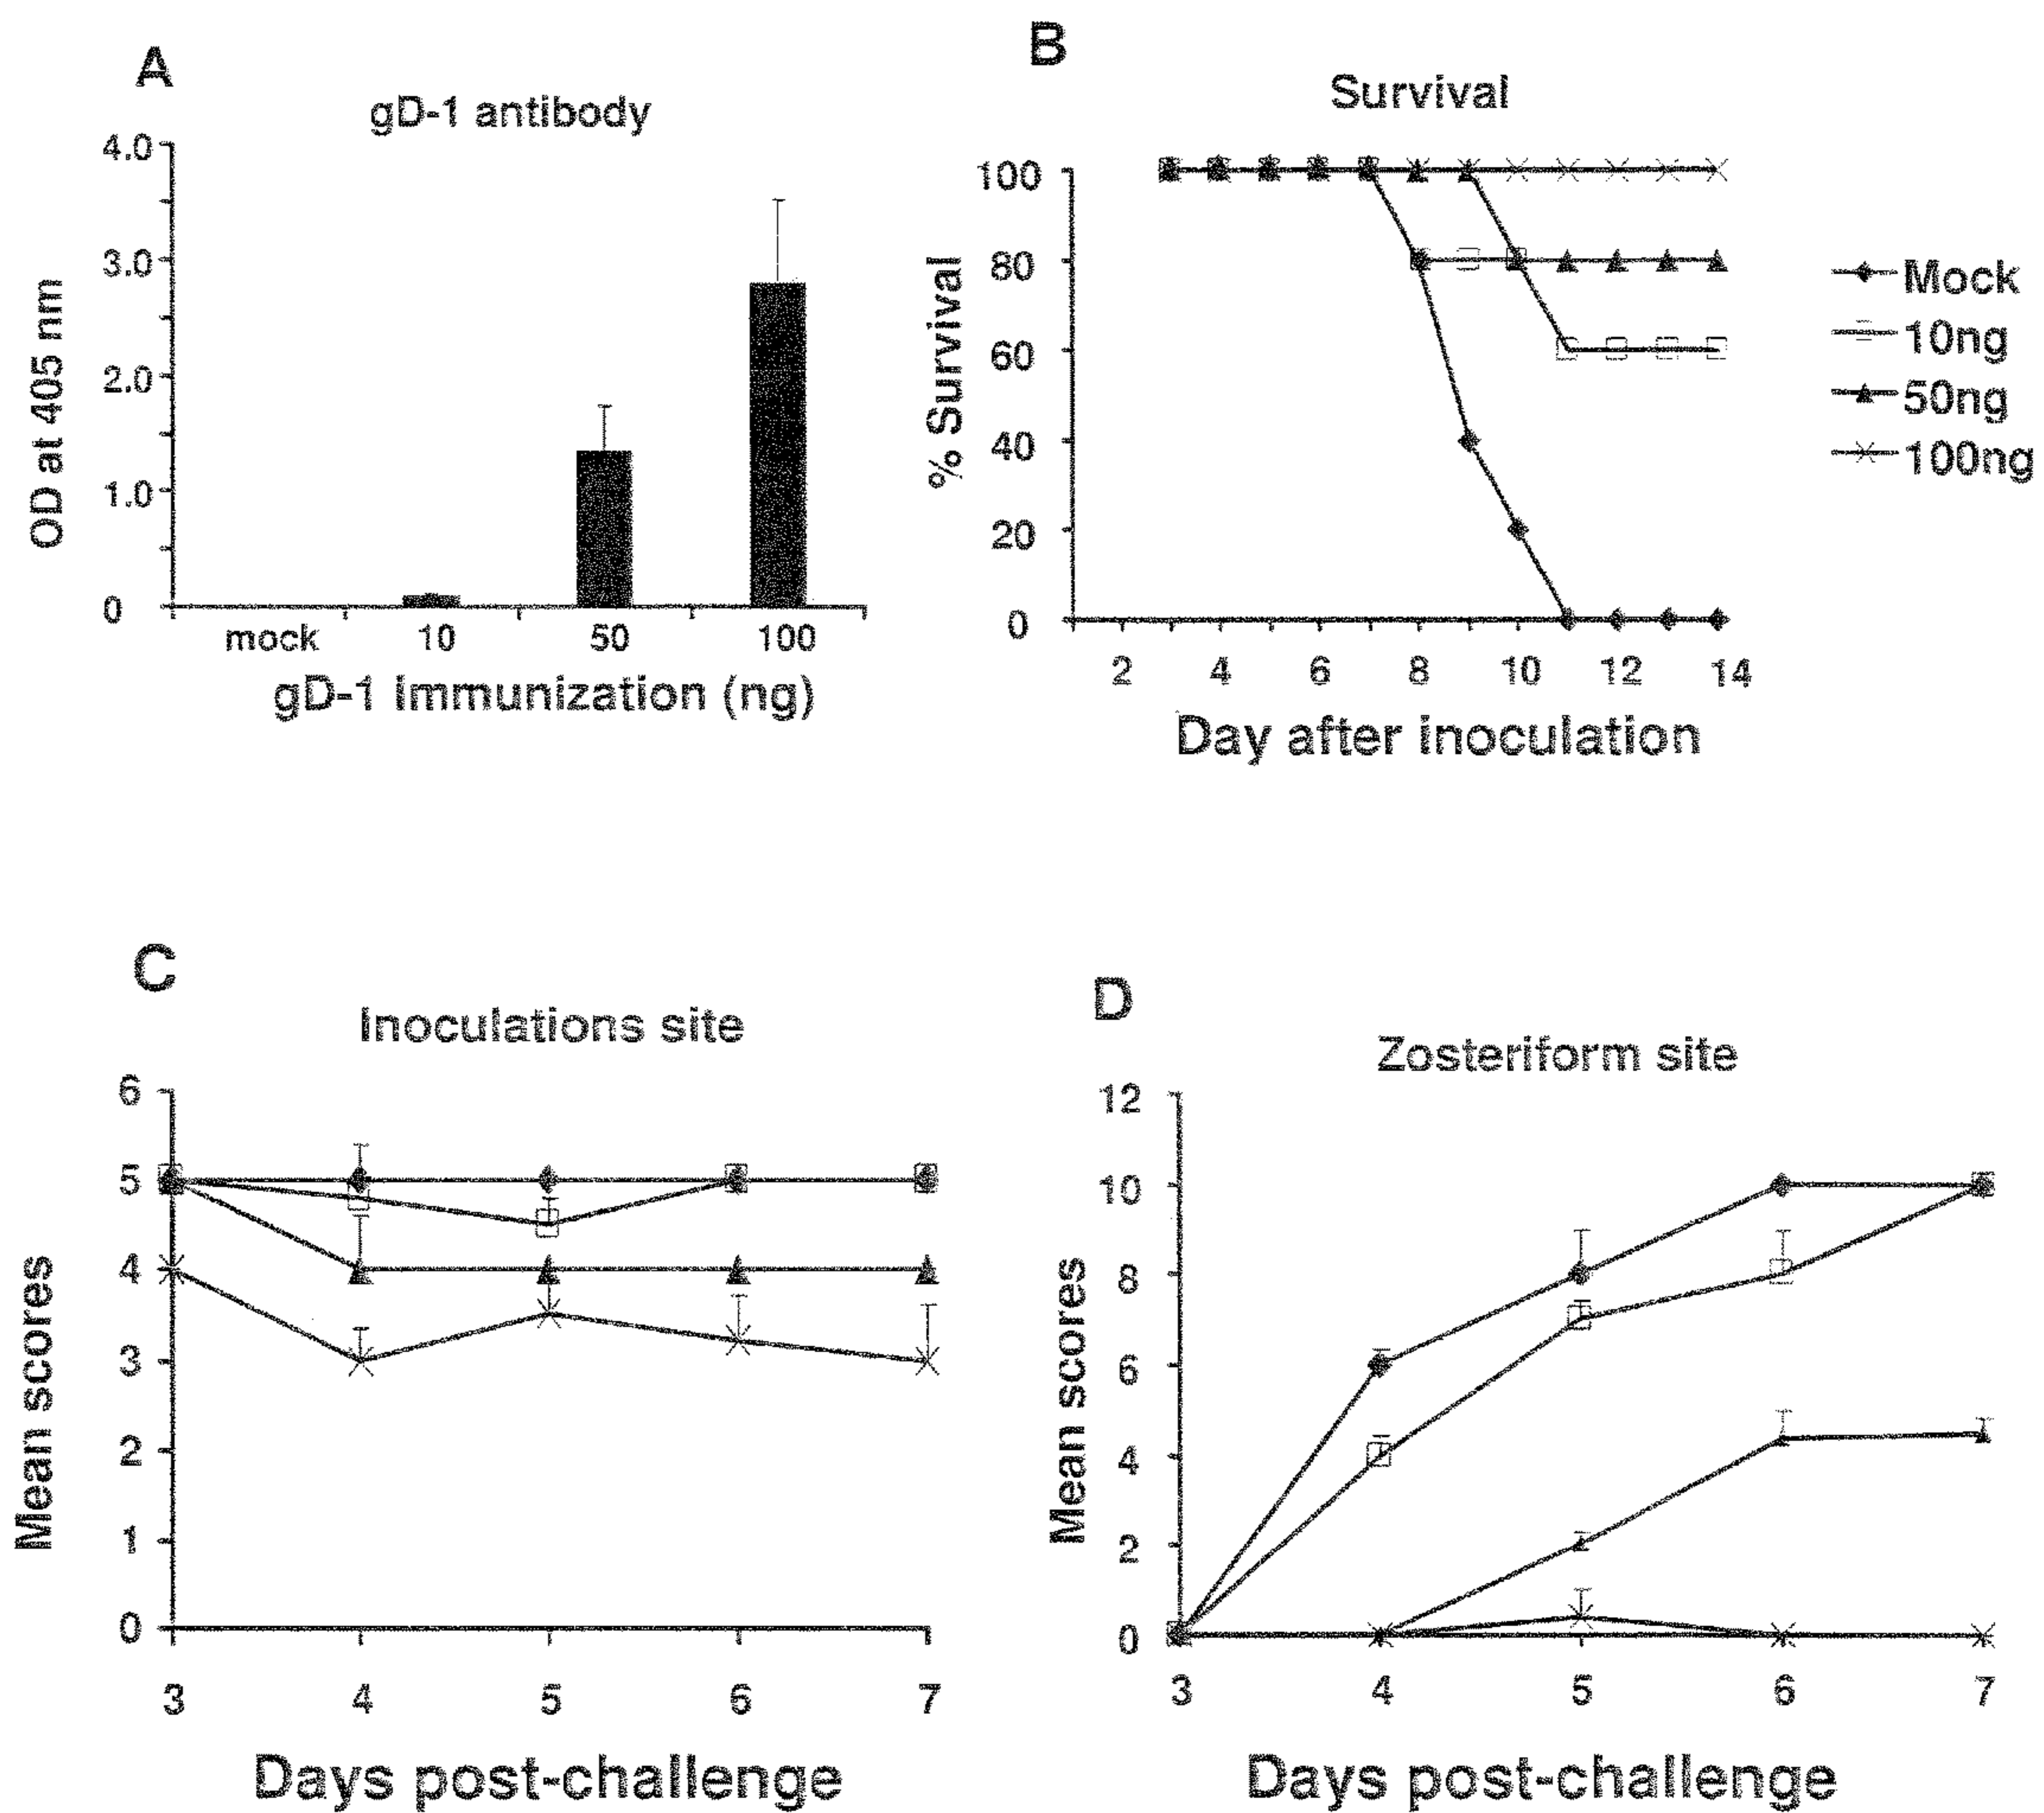 A
gD-1 antibody
4.0
3.0
2.0
1.0
0
OD at 405 nm
mock 10 50 100
gD-1 Immunization (ng)
B
Survival
100
80
60
40
20
0
% Survival
2 4 6 8 10 12 14
Day after inoculation
Mock
10ng
50ng
100ng
C
Inoculations site
6
5
4
3
2
1
0
Mean scores
3 4 5 6 7
Days post-challenge
D
Zosteriform site
12
10
8
6
4
2
0
Mean scores
3 4 5 6 7
Days post-challenge